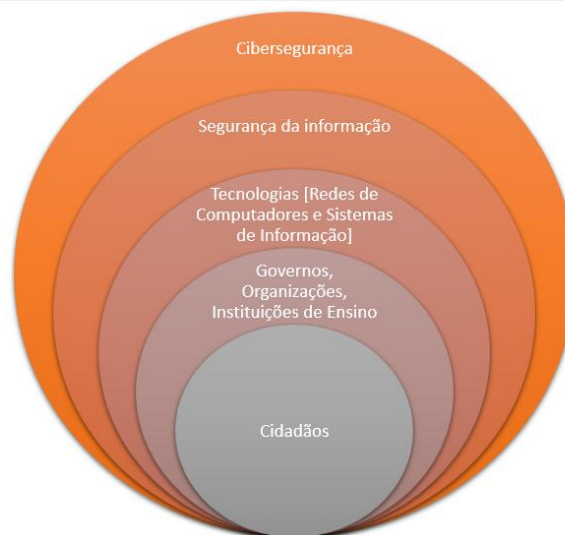 Cibersegurança
Segurança da informação
Tecnologias [Redes de
Computadores e Sistemas
de Informação]
Governos,
Organizações,
Instituições de Ensino
Cidadãos